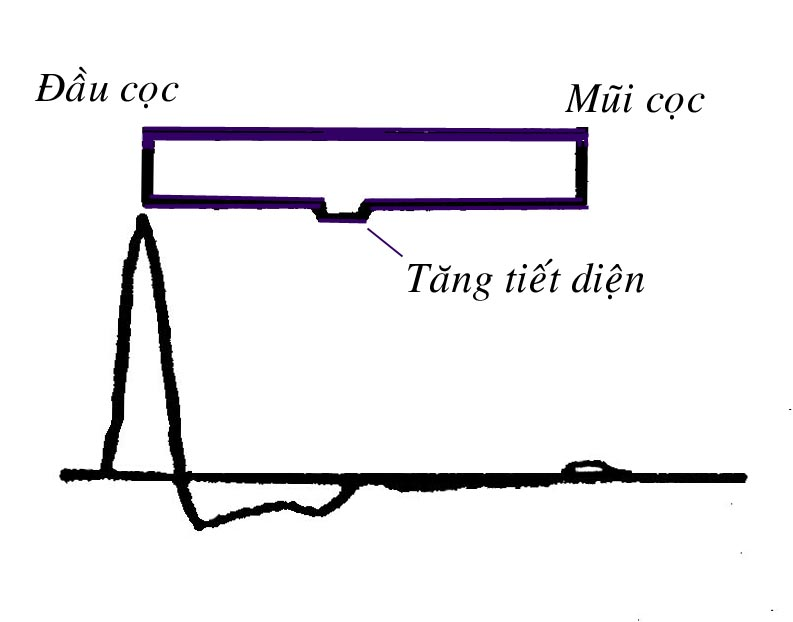 Đầu cọc
Mũi cọc
Tăng tiết diện